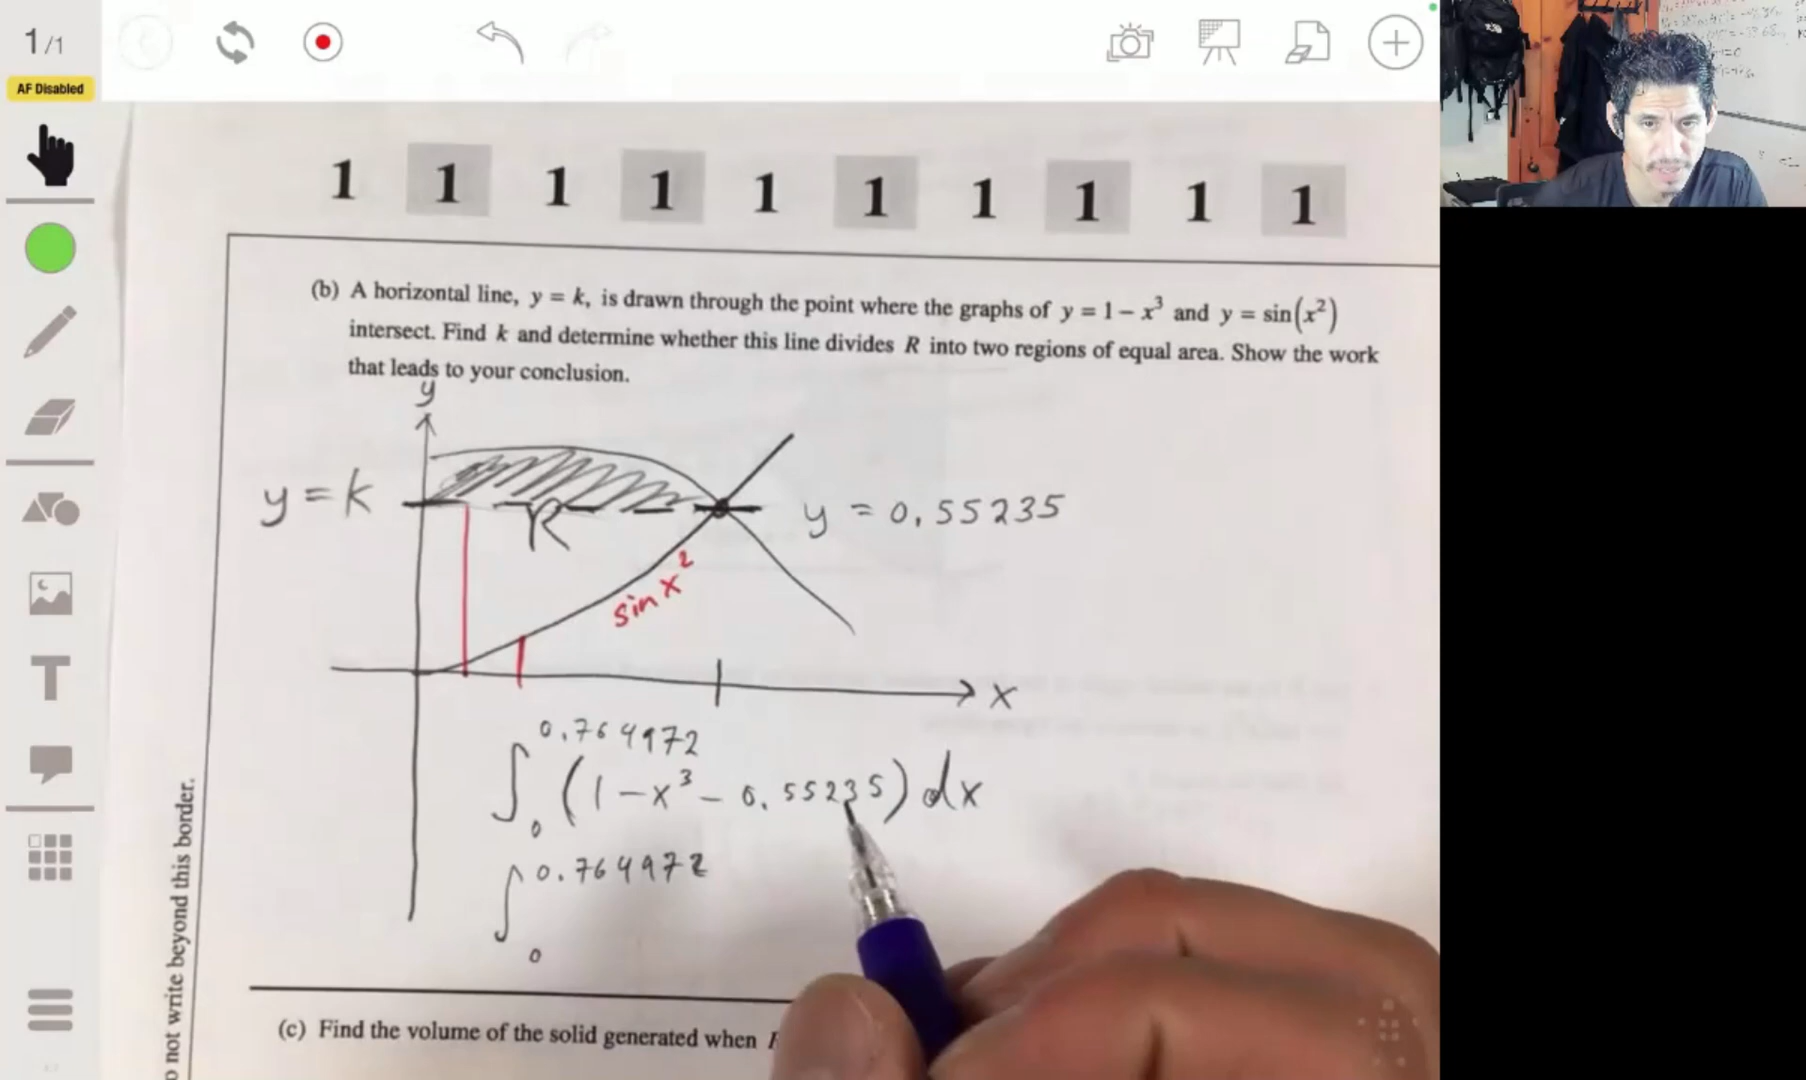 1/1
AF Disabled
1 1 1 1 1 1 1 1 1 1
(b) A horizontal line, y = k, is drawn through the point where the graphs of y = 1 − x³ and y = sin(x²)
intersect. Find k and determine whether this line divides R into two regions of equal area. Show the work
that leads to your conclusion.
y
y = k
R
y = 0.55235
sin x²
x
∫₀^0.764972 (1 − x³ − 0.55235) dx
∫₀^0.764972
(c) Find the volume of the solid generated when
not write beyond this border.
T